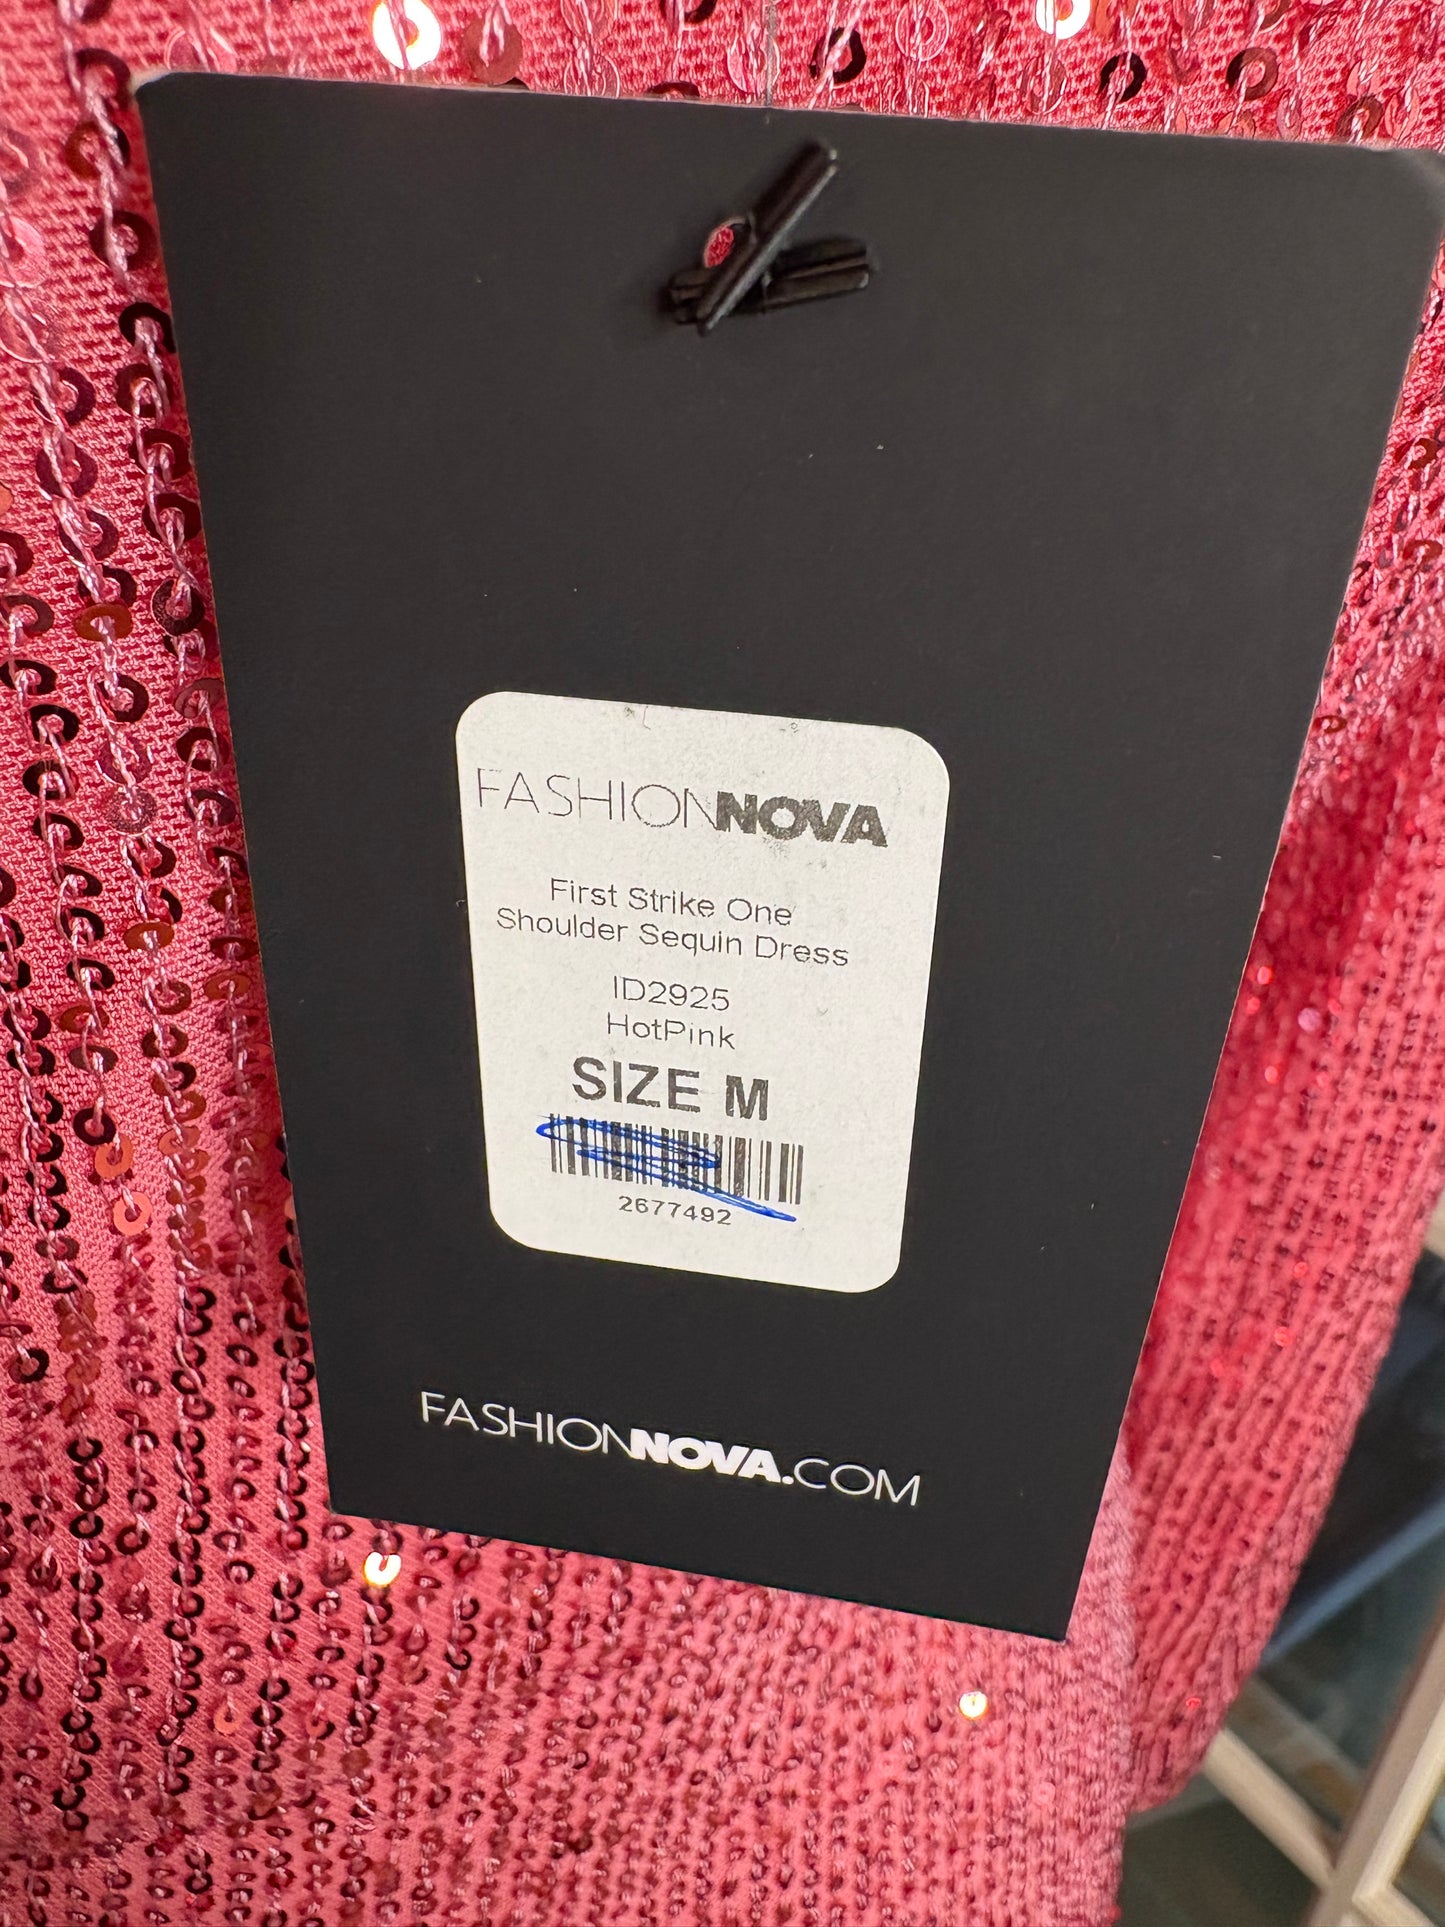 FASHIONNOVA
First Strike One
Shoulder Sequin Dress
ID2925
HotPink
SIZE M
2677492
FASHIONNOVA.COM